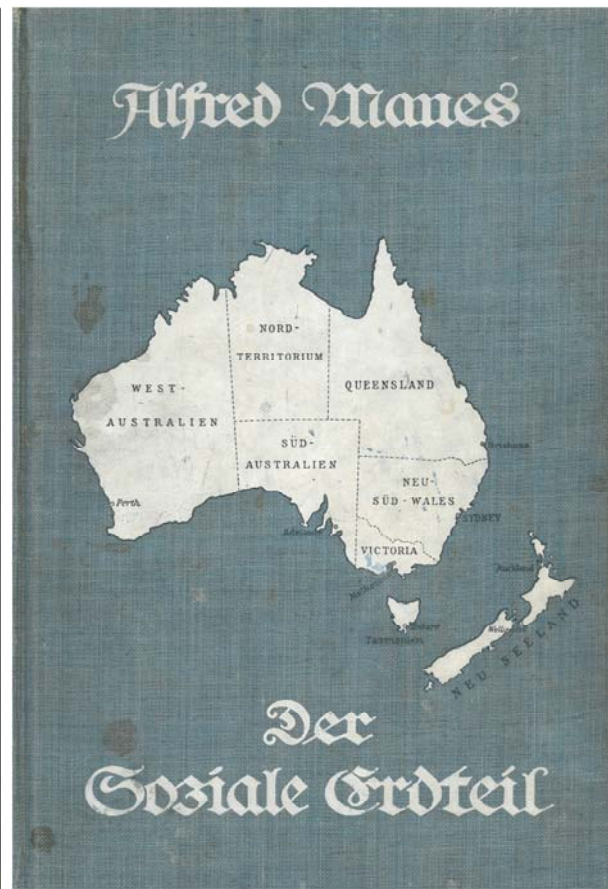 Alfred Manes
NORD-
TERRITORIUM
WEST-
AUSTRALIEN
QUEENSLAND
SÜD-
AUSTRALIEN
Brisbane
NEU-
SÜD-WALES
Perth
SYDNEY
Adelaide
VICTORIA
Auckland
Melbourne
Hobart
Wellington
Tasmanien
NEU SEELAND
Der
Soziale Erdteil